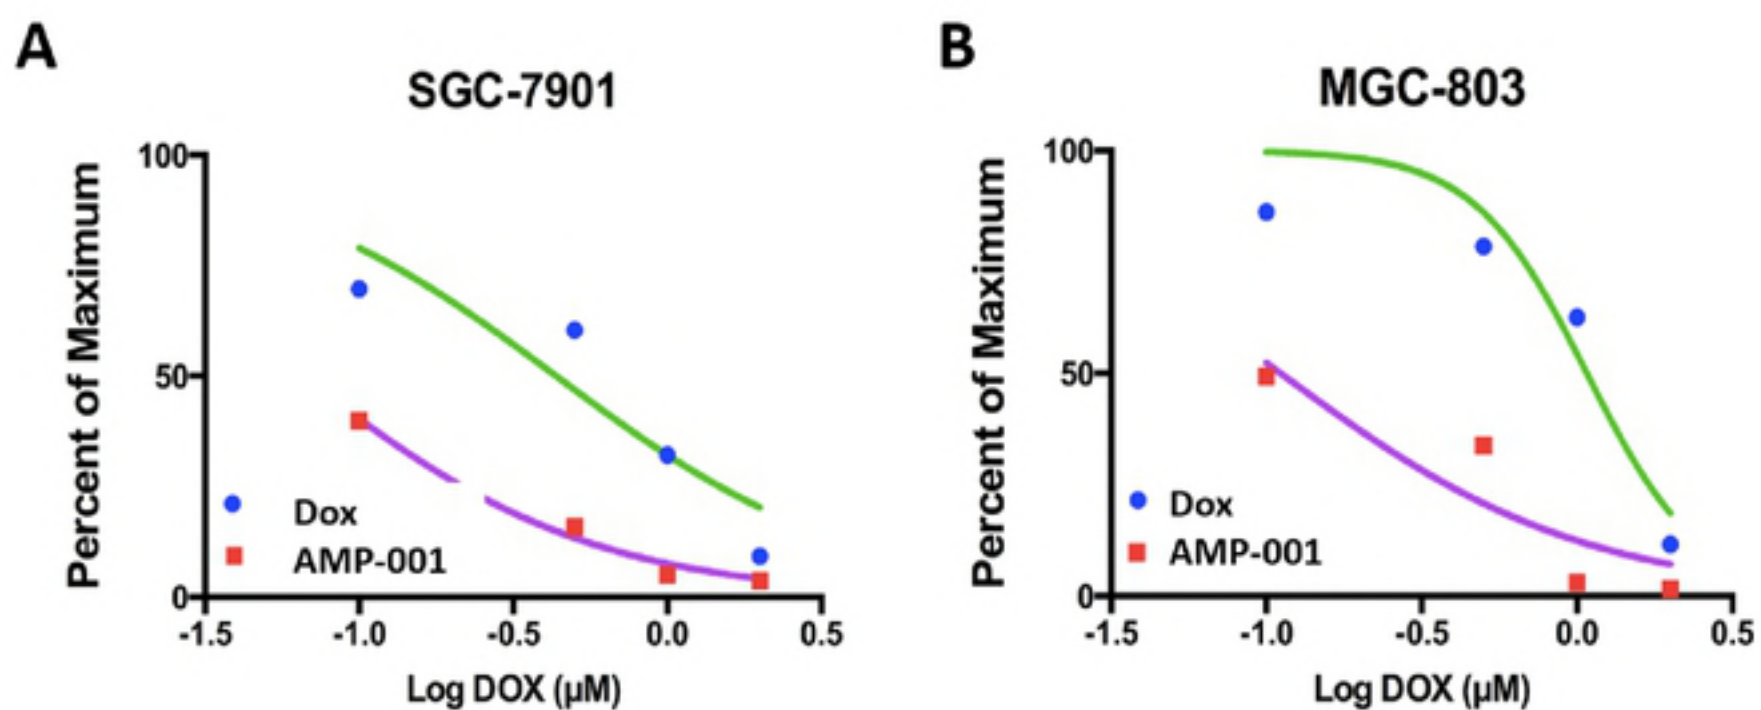 A
SGC-7901
Percent of Maximum
100
50
0
-1.5
-1.0
-0.5
0.0
0.5
Dox
AMP-001
Log DOX (µM)
B
MGC-803
Percent of Maximum
100
50
0
-1.5
-1.0
-0.5
0.0
0.5
Dox
AMP-001
Log DOX (µM)